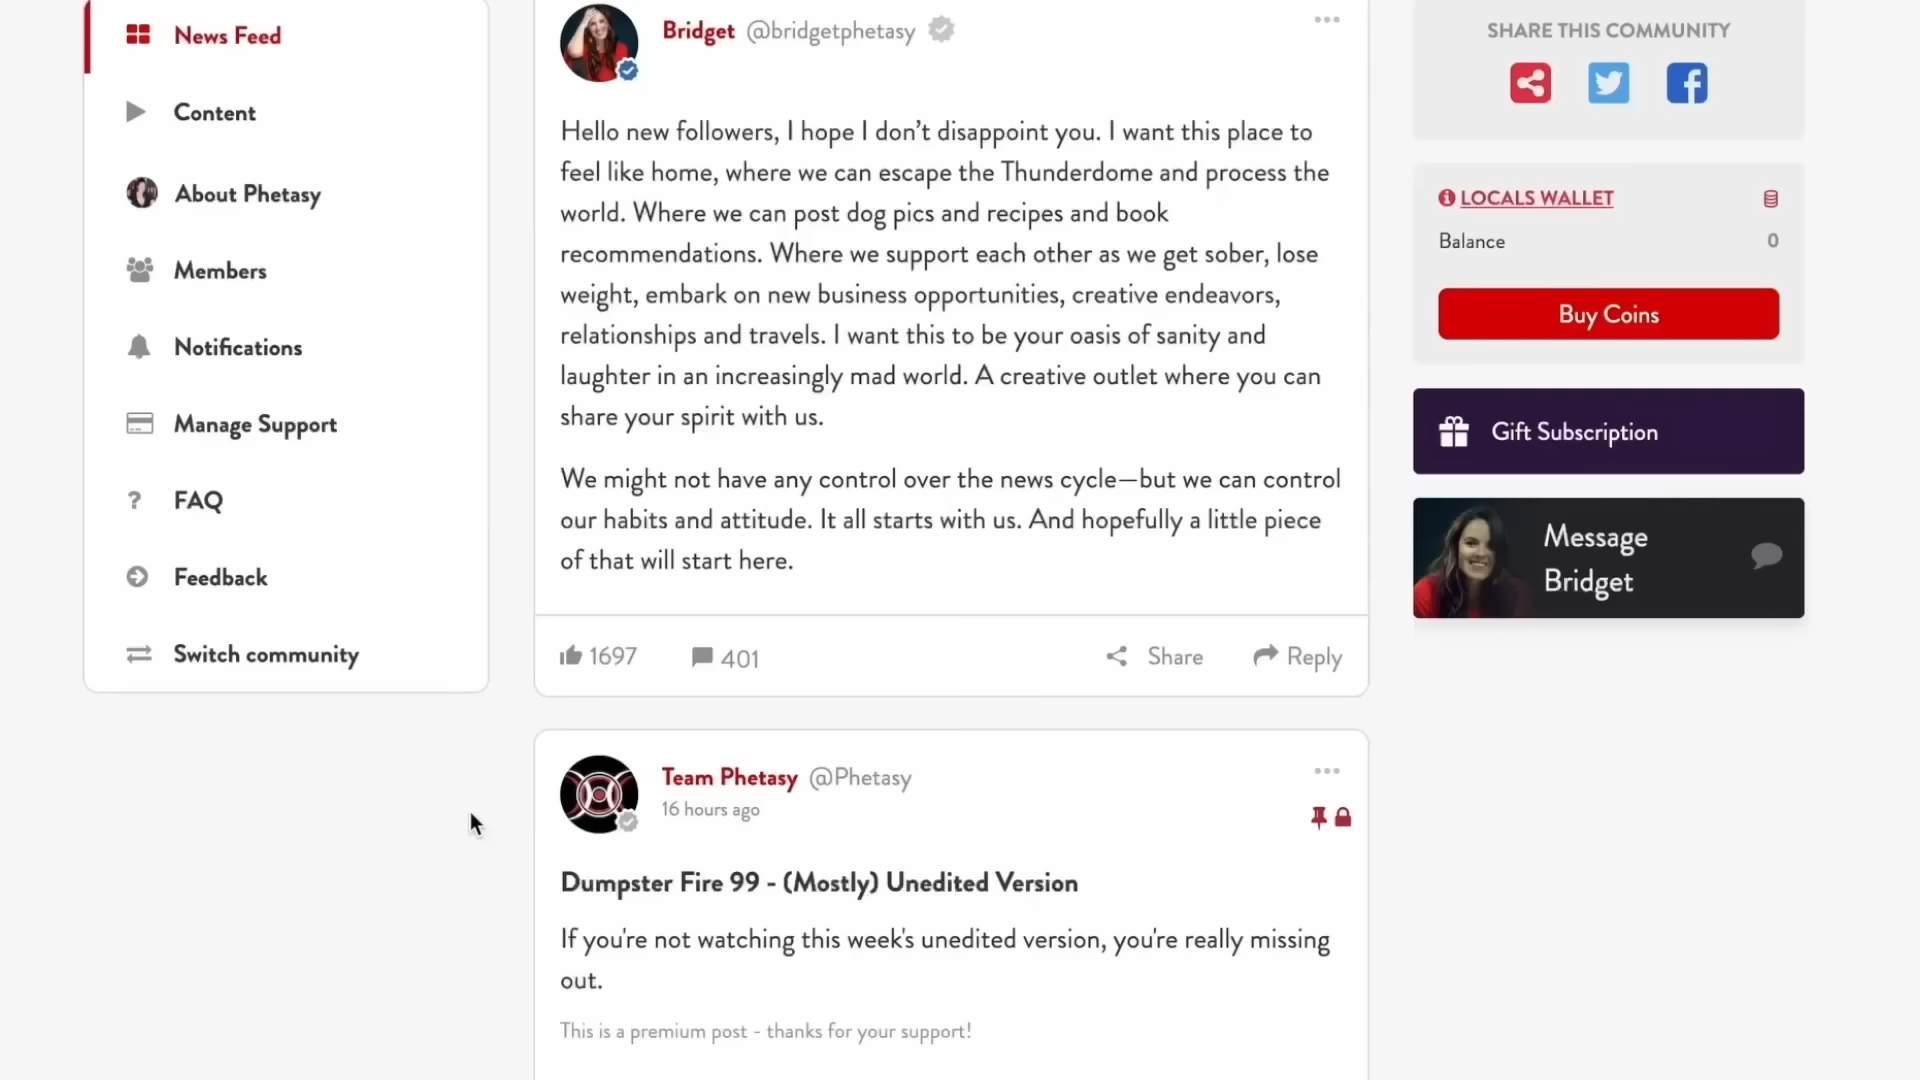 News Feed
Content
About Phetasy
Members
Notifications
Manage Support
FAQ
Feedback
Switch community
Bridget @bridgetphetasy
Hello new followers, I hope I don’t disappoint you. I want this place to
feel like home, where we can escape the Thunderdome and process the
world. Where we can post dog pics and recipes and book
recommendations. Where we support each other as we get sober, lose
weight, embark on new business opportunities, creative endeavors,
relationships and travels. I want this to be your oasis of sanity and
laughter in an increasingly mad world. A creative outlet where you can
share your spirit with us.
We might not have any control over the news cycle—but we can control
our habits and attitude. It all starts with us. And hopefully a little piece
of that will start here.
1697 401 Share Reply
Team Phetasy @Phetasy
16 hours ago
Dumpster Fire 99 - (Mostly) Unedited Version
If you're not watching this week's unedited version, you're really missing
out.
This is a premium post - thanks for your support!
SHARE THIS COMMUNITY
LOCALS WALLET
Balance 0
Buy Coins
Gift Subscription
Message
Bridget